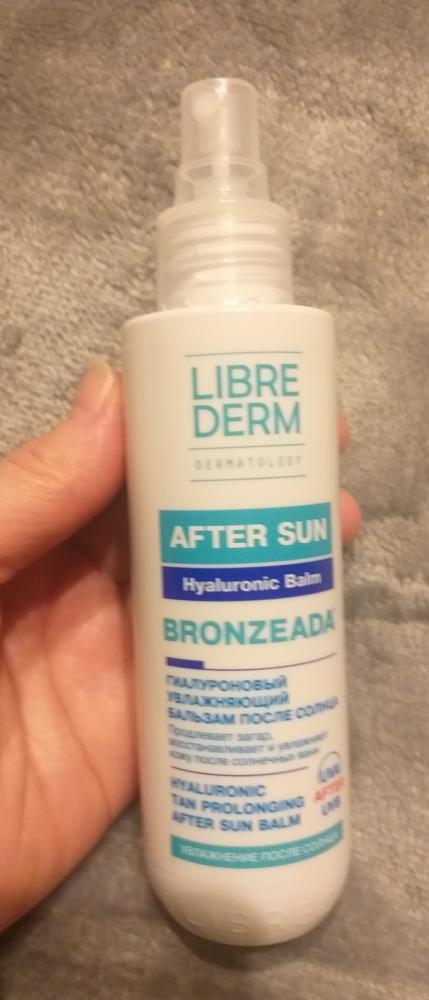 LIBRE
DERM
DERMATOLOGY
AFTER SUN
Hyaluronic Balm
BRONZEADA
ГИАЛУРОНОВЫЙ
УВЛАЖНЯЮЩИЙ
БАЛЬЗАМ ПОСЛЕ СОЛНЦА
Продлевает загар,
восстанавливает и увлажняет
кожу после солнечных ванн
HYALURONIC
TAN PROLONGING
AFTER SUN BALM
UVA
AFTER
UVB
УВЛАЖНЕНИЕ ПОСЛЕ СОЛНЦА